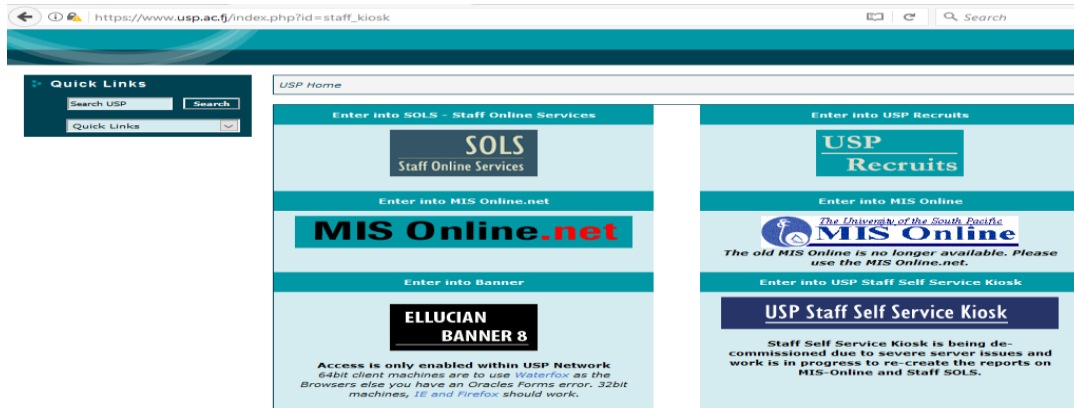 https://www.usp.ac.fj/index.php?id=staff_kiosk
Search
Quick Links
Search USP
Search
Quick Links
USP Home
Enter into SOLS - Staff Online Services
SOLS
Staff Online Services
Enter into USP Recruits
USP
Recruits
Enter into MIS Online.net
MIS Online.net
Enter into MIS Online
The University of the South Pacific
MIS Online
The old MIS Online is no longer available. Please
use the MIS Online.net.
Enter into Banner
ELLUCIAN
BANNER 8
Access is only enabled within USP Network
64bit client machines are to use Waterfox as the
Browsers else you have an Oracles Forms error. 32bit
machines, IE and Firefox should work.
Enter into USP Staff Self Service Kiosk
USP Staff Self Service Kiosk
Staff Self Service Kiosk is being de-
commissioned due to severe server issues and
work is in progress to re-create the reports on
MIS-Online and Staff SOLS.